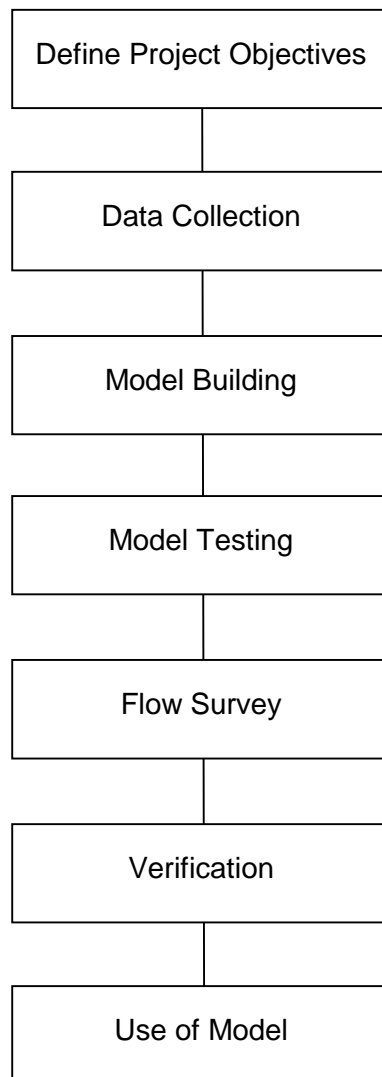 Define Project Objectives
Data Collection
Model Building
Model Testing
Flow Survey
Verification
Use of Model